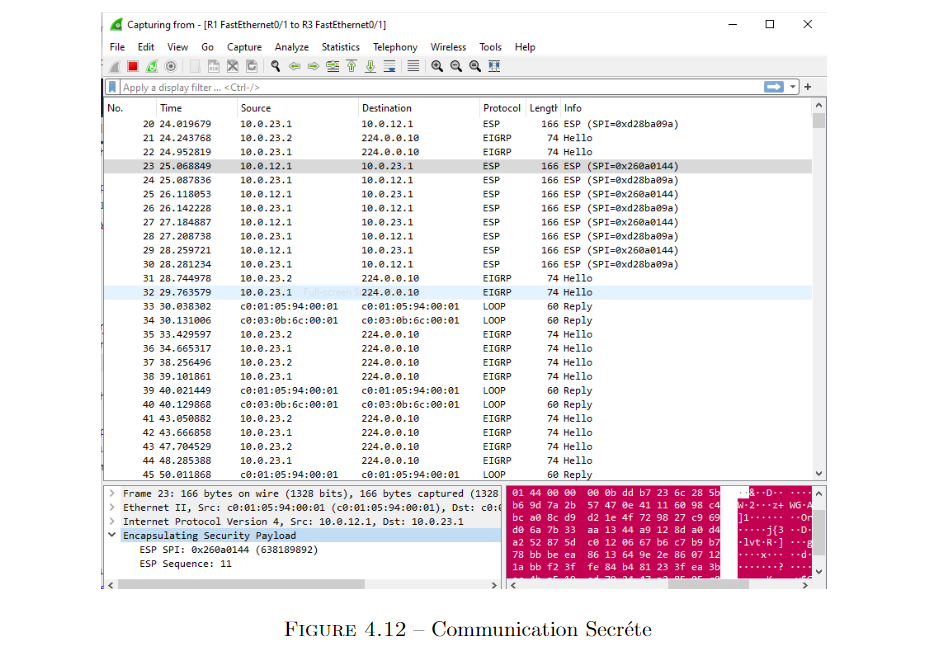 Capturing from - [R1 FastEthernet0/1 to R3 FastEthernet0/1]
File Edit View Go Capture Analyze Statistics Telephony Wireless Tools Help
Apply a display filter ... <Ctrl-/>
No. Time Source Destination Protocol Length Info
20 24.019679 10.0.23.1 10.0.12.1 ESP 166 ESP (SPI=0xd28ba09a)
21 24.243768 10.0.23.2 224.0.0.10 EIGRP 74 Hello
22 24.952819 10.0.23.1 224.0.0.10 EIGRP 74 Hello
23 25.068849 10.0.12.1 10.0.23.1 ESP 166 ESP (SPI=0x260a0144)
24 25.087836 10.0.23.1 10.0.12.1 ESP 166 ESP (SPI=0xd28ba09a)
25 26.118053 10.0.12.1 10.0.23.1 ESP 166 ESP (SPI=0x260a0144)
26 26.142228 10.0.23.1 10.0.12.1 ESP 166 ESP (SPI=0xd28ba09a)
27 27.184887 10.0.12.1 10.0.23.1 ESP 166 ESP (SPI=0x260a0144)
28 27.208738 10.0.23.1 10.0.12.1 ESP 166 ESP (SPI=0xd28ba09a)
29 28.259721 10.0.12.1 10.0.23.1 ESP 166 ESP (SPI=0x260a0144)
30 28.281234 10.0.23.1 10.0.12.1 ESP 166 ESP (SPI=0xd28ba09a)
31 28.744978 10.0.23.2 224.0.0.10 EIGRP 74 Hello
32 29.763579 10.0.23.1 224.0.0.10 EIGRP 74 Hello
33 30.038302 c0:01:05:94:00:01 c0:01:05:94:00:01 LOOP 60 Reply
34 30.131006 c0:03:0b:6c:00:01 c0:03:0b:6c:00:01 LOOP 60 Reply
35 33.429597 10.0.23.2 224.0.0.10 EIGRP 74 Hello
36 34.665317 10.0.23.1 224.0.0.10 EIGRP 74 Hello
37 38.256496 10.0.23.2 224.0.0.10 EIGRP 74 Hello
38 39.101861 10.0.23.1 224.0.0.10 EIGRP 74 Hello
39 40.021449 c0:01:05:94:00:01 c0:01:05:94:00:01 LOOP 60 Reply
40 40.129868 c0:03:0b:6c:00:01 c0:03:0b:6c:00:01 LOOP 60 Reply
41 43.050882 10.0.23.2 224.0.0.10 EIGRP 74 Hello
42 43.666858 10.0.23.1 224.0.0.10 EIGRP 74 Hello
43 47.704529 10.0.23.2 224.0.0.10 EIGRP 74 Hello
44 48.285388 10.0.23.1 224.0.0.10 EIGRP 74 Hello
45 50.011868 c0:01:05:94:00:01 c0:01:05:94:00:01 LOOP 60 Reply
Frame 23: 166 bytes on wire (1328 bits), 166 bytes captured (1328
Ethernet II, Src: c0:01:05:94:00:01 (c0:01:05:94:00:01), Dst: c0:0
Internet Protocol Version 4, Src: 10.0.12.1, Dst: 10.0.23.1
Encapsulating Security Payload
ESP SPI: 0x260a0144 (638189892)
ESP Sequence: 11
01 44 00 00 00 0b dd b7 23 6c 28 5b ··&··D·· ····
b6 9d 7a 2b 57 47 0e 41 11 60 98 c4 W·2···z+ WG·A
bc ca 8c d9 d2 1e 4f 72 98 27 c9 69 ]1······ ··Or
d0 6a 7b 33 aa 13 44 a9 12 8d a0 d4 ·····j{3 ··D·
a2 52 87 5d c0 12 06 67 b6 c7 b9 b7 ·lvt·R·] ···g
78 bb be ea 86 13 64 9e 2e 86 07 12 ····x··· ··d·
1a bb f2 3f fe 84 b4 81 23 3f ea 3b ·······? ····
FIGURE 4.12 – Communication Secréte